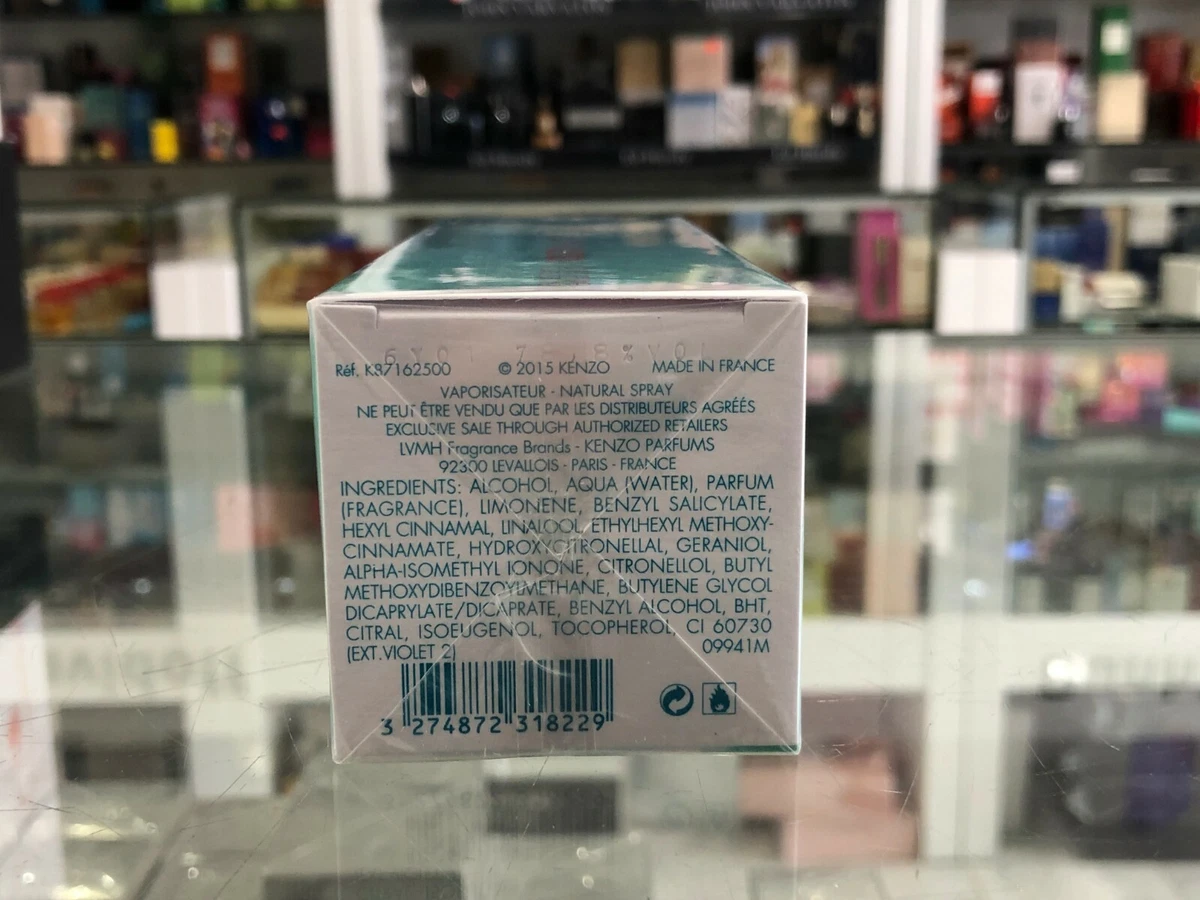 Réf. K87162500 © 2015 KENZO MADE IN FRANCE
VAPORISATEUR - NATURAL SPRAY
NE PEUT ÊTRE VENDU QUE PAR LES DISTRIBUTEURS AGRÉÉS
EXCLUSIVE SALE THROUGH AUTHORIZED RETAILERS
LVMH Fragrance Brands - KENZO PARFUMS
92300 LEVALLOIS - PARIS - FRANCE
INGREDIENTS: ALCOHOL, AQUA (WATER), PARFUM
(FRAGRANCE), LIMONENE, BENZYL SALICYLATE,
HEXYL CINNAMAL, LINALOOL, ETHYLHEXYL METHOXY-
CINNAMATE, HYDROXYCITRONELLAL, GERANIOL,
ALPHA-ISOMETHYL IONONE, CITRONELLOL, BUTYL
METHOXYDIBENZOYLMETHANE, BUTYLENE GLYCOL
DICAPRYLATE/DICAPRATE, BENZYL ALCOHOL, BHT,
CITRAL, ISOEUGENOL, TOCOPHEROL, CI 60730
(EXT.VIOLET 2) 09941M
3 274872 318229